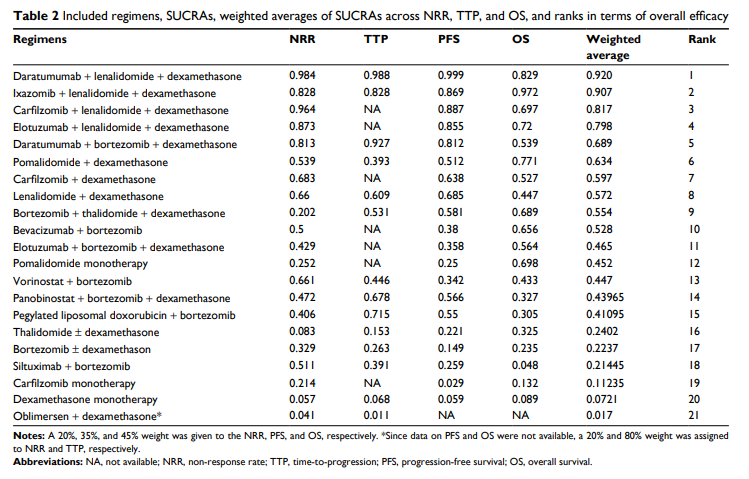 Table 2 Included regimens, SUCRAs, weighted averages of SUCRAs across NRR, TTP, and OS, and ranks in terms of overall efficacy
Regimens NRR TTP PFS OS Weighted average Rank
Daratumumab + lenalidomide + dexamethasone 0.984 0.988 0.999 0.829 0.920 1
Ixazomib + lenalidomide + dexamethasone 0.828 0.828 0.869 0.972 0.907 2
Carfilzomib + lenalidomide + dexamethasone 0.964 NA 0.887 0.697 0.817 3
Elotuzumab + lenalidomide + dexamethasone 0.873 NA 0.855 0.72 0.798 4
Daratumumab + bortezomib + dexamethasone 0.813 0.927 0.812 0.539 0.689 5
Pomalidomide + dexamethasone 0.539 0.393 0.512 0.771 0.634 6
Carfilzomib + dexamethasone 0.683 NA 0.638 0.527 0.597 7
Lenalidomide + dexamethasone 0.66 0.609 0.685 0.447 0.572 8
Bortezomib + thalidomide + dexamethasone 0.202 0.531 0.581 0.689 0.554 9
Bevacizumab + bortezomib 0.5 NA 0.38 0.656 0.528 10
Elotuzumab + bortezomib + dexamethasone 0.429 NA 0.358 0.564 0.465 11
Pomalidomide monotherapy 0.252 NA 0.25 0.698 0.452 12
Vorinostat + bortezomib 0.661 0.446 0.342 0.433 0.447 13
Panobinostat + bortezomib + dexamethasone 0.472 0.678 0.566 0.327 0.43965 14
Pegylated liposomal doxorubicin + bortezomib 0.406 0.715 0.55 0.305 0.41095 15
Thalidomide ± dexamethasone 0.083 0.153 0.221 0.325 0.2402 16
Bortezomib ± dexamethason 0.329 0.263 0.149 0.235 0.2237 17
Siltuximab + bortezomib 0.511 0.391 0.259 0.048 0.21445 18
Carfilzomib monotherapy 0.214 NA 0.029 0.132 0.11235 19
Dexamethasone monotherapy 0.057 0.068 0.059 0.089 0.0721 20
Oblimersen + dexamethasone* 0.041 0.011 NA NA 0.017 21
Notes: A 20%, 35%, and 45% weight was given to the NRR, PFS, and OS, respectively. *Since data on PFS and OS were not available, a 20% and 80% weight was assigned
to NRR and TTP, respectively.
Abbreviations: NA, not available; NRR, non-response rate; TTP, time-to-progression; PFS, progression-free survival; OS, overall survival.